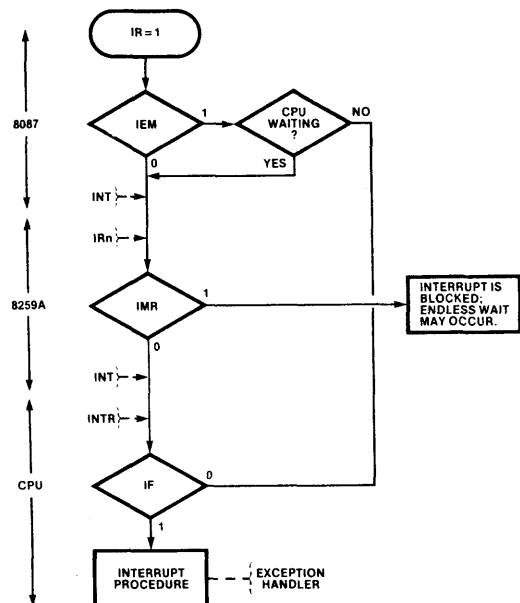 IR = 1
8087
IEM
1
CPU
WAITING
?
NO
0
YES
INT
IRn
8259A
IMR
1
INTERRUPT IS
BLOCKED;
ENDLESS WAIT
MAY OCCUR.
0
INT
INTR
CPU
IF
0
1
INTERRUPT
PROCEDURE
EXCEPTION
HANDLER